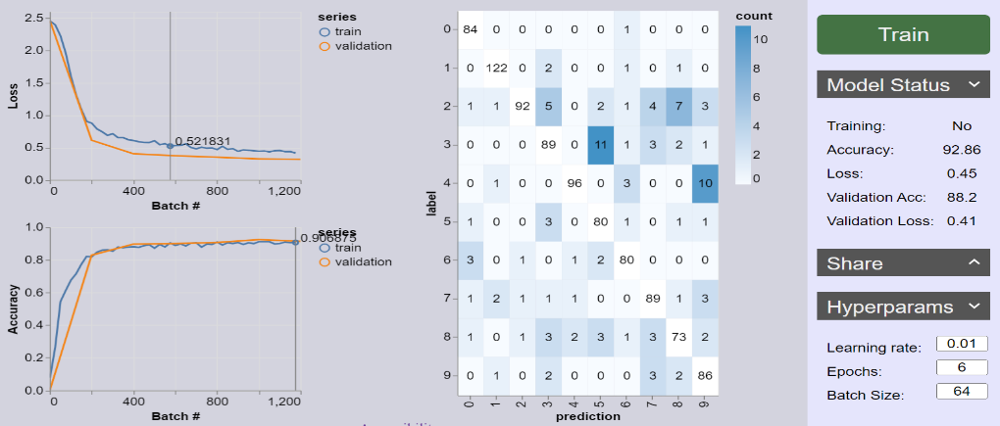 series
train
validation
2.5
2.0
1.5
1.0
0.5
0.0
Loss
0.521831
0 400 800 1,200
Batch #
series
train
validation
1.0
0.8
0.6
0.4
0.2
0.0
Accuracy
0.906875
0 400 800 1,200
Batch #
0 84 0 0 0 0 0 1 0 0 0
1 0 122 0 2 0 0 1 0 1 0
2 1 1 92 5 0 2 1 4 7 3
3 0 0 0 89 0 11 1 3 2 1
4 0 1 0 0 96 0 3 0 0 10
5 1 0 0 3 0 80 1 0 1 1
6 3 0 1 0 1 2 80 0 0 0
7 1 2 1 1 1 0 0 89 1 3
8 1 0 1 3 2 3 1 3 73 2
9 0 1 0 2 0 0 0 3 2 86
label
0 1 2 3 4 5 6 7 8 9
prediction
count
10
8
6
4
2
0
Train
Model Status
Training: No
Accuracy: 92.86
Loss: 0.45
Validation Acc: 88.2
Validation Loss: 0.41
Share
Hyperparams
Learning rate: 0.01
Epochs: 6
Batch Size: 64